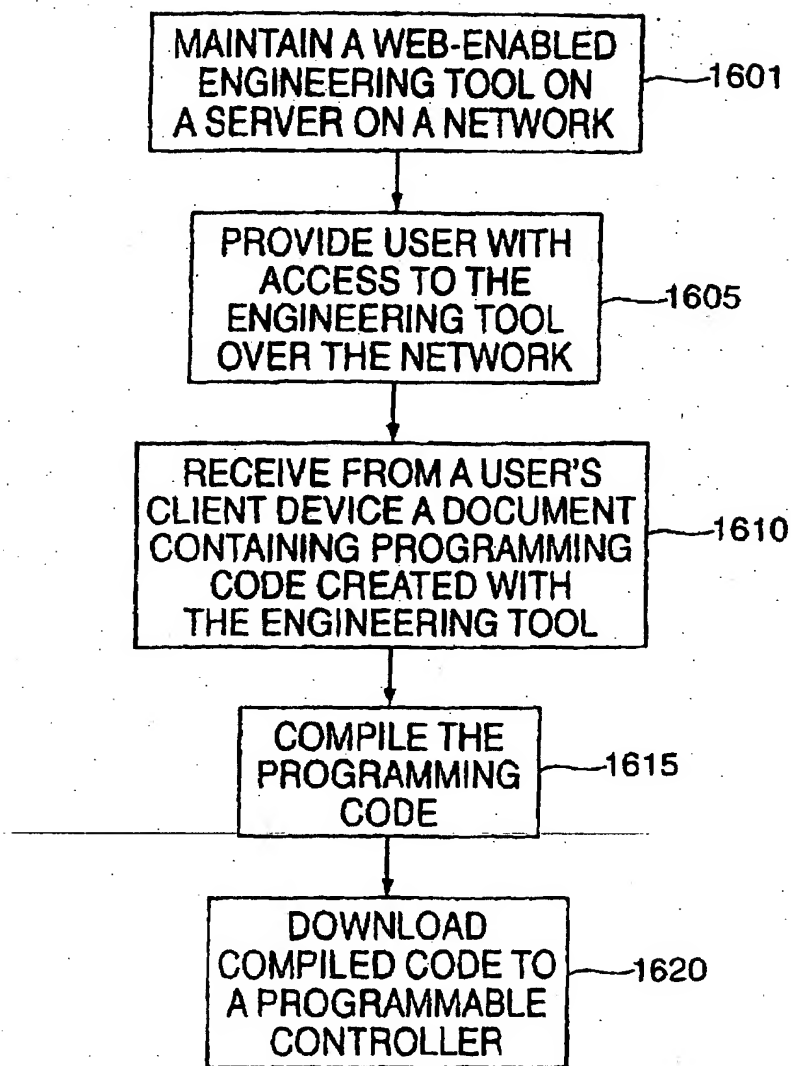 MAINTAIN A WEB-ENABLED
ENGINEERING TOOL ON
A SERVER ON A NETWORK
1601
PROVIDE USER WITH
ACCESS TO THE
ENGINEERING TOOL
OVER THE NETWORK
1605
RECEIVE FROM A USER'S
CLIENT DEVICE A DOCUMENT
CONTAINING PROGRAMMING
CODE CREATED WITH
THE ENGINEERING TOOL
1610
COMPILE THE
PROGRAMMING
CODE
1615
DOWNLOAD
COMPILED CODE TO
A PROGRAMMABLE
CONTROLLER
1620